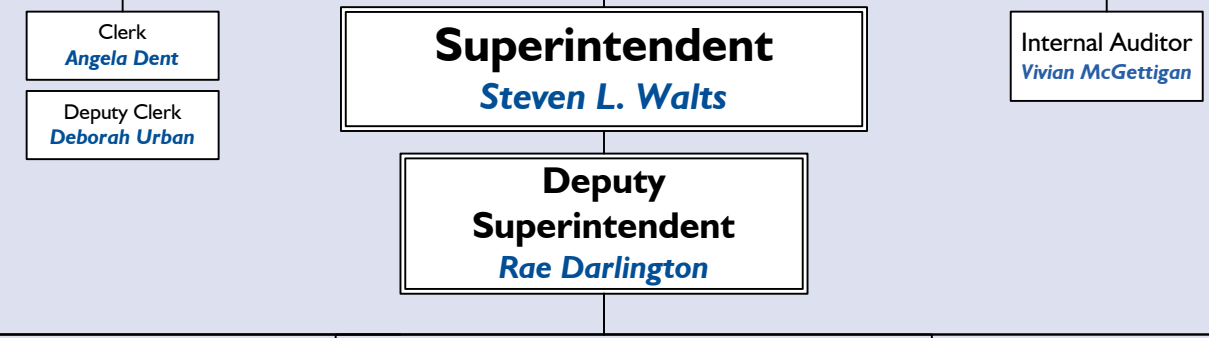 Clerk
Angela Dent
Deputy Clerk
Deborah Urban
Superintendent
Steven L. Walts
Deputy
Superintendent
Rae Darlington
Internal Auditor
Vivian McGettigan